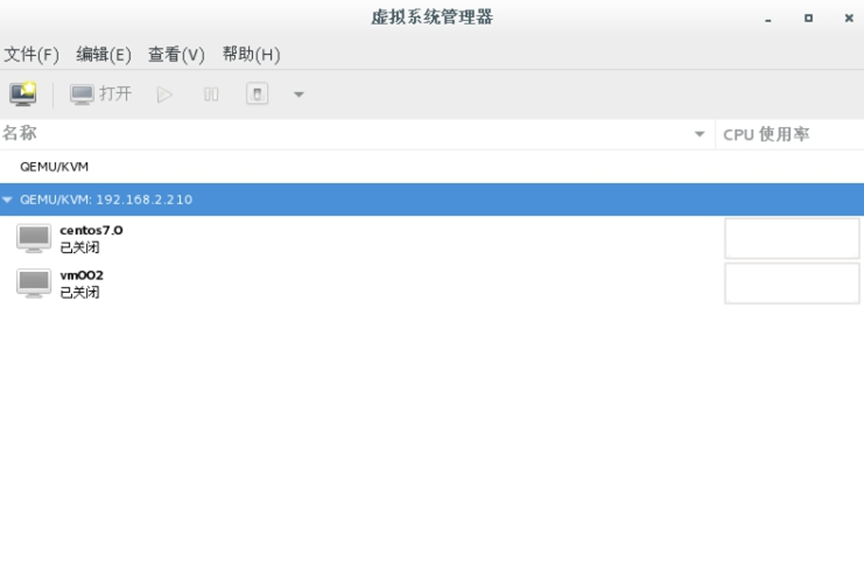 虚拟系统管理器
文件(F) 编辑(E) 查看(V) 帮助(H)
打开
名称 CPU 使用率
QEMU/KVM
QEMU/KVM: 192.168.2.210
centos7.0
已关闭
vm002
已关闭